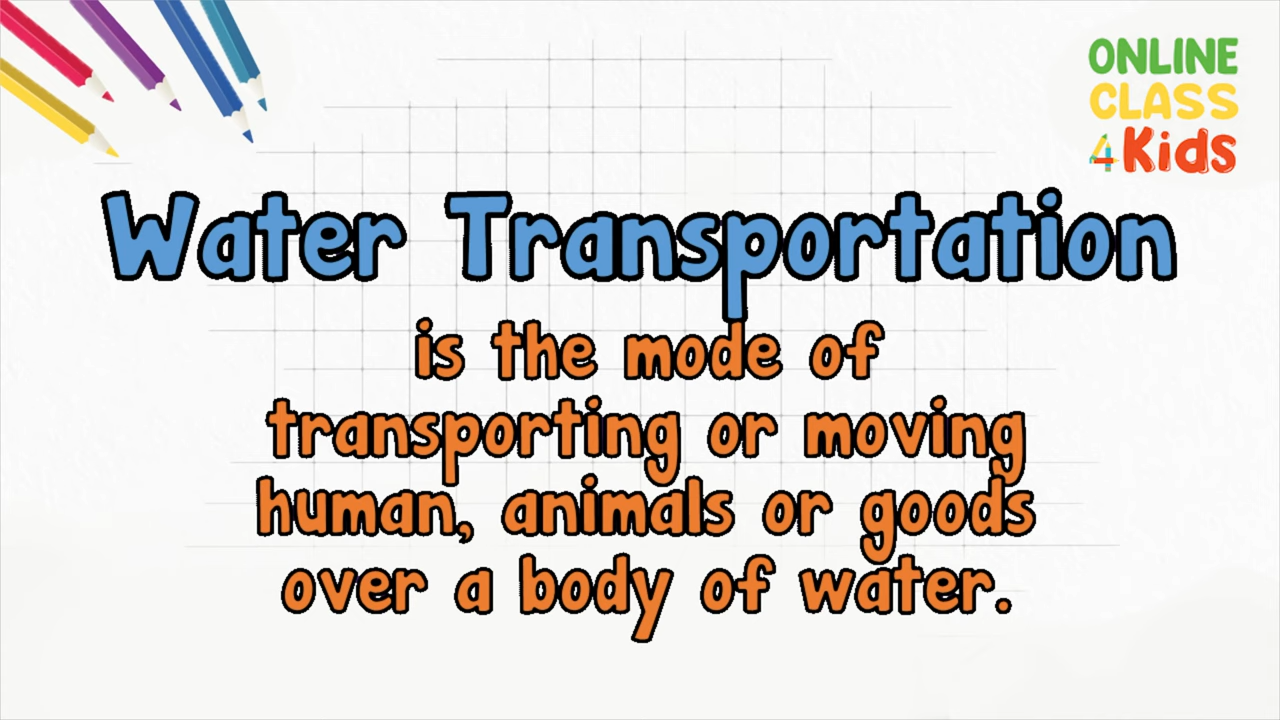 ONLINE
CLASS
4Kids
Water Transportation
is the mode of
transporting or moving
human, animals or goods
over a body of water.